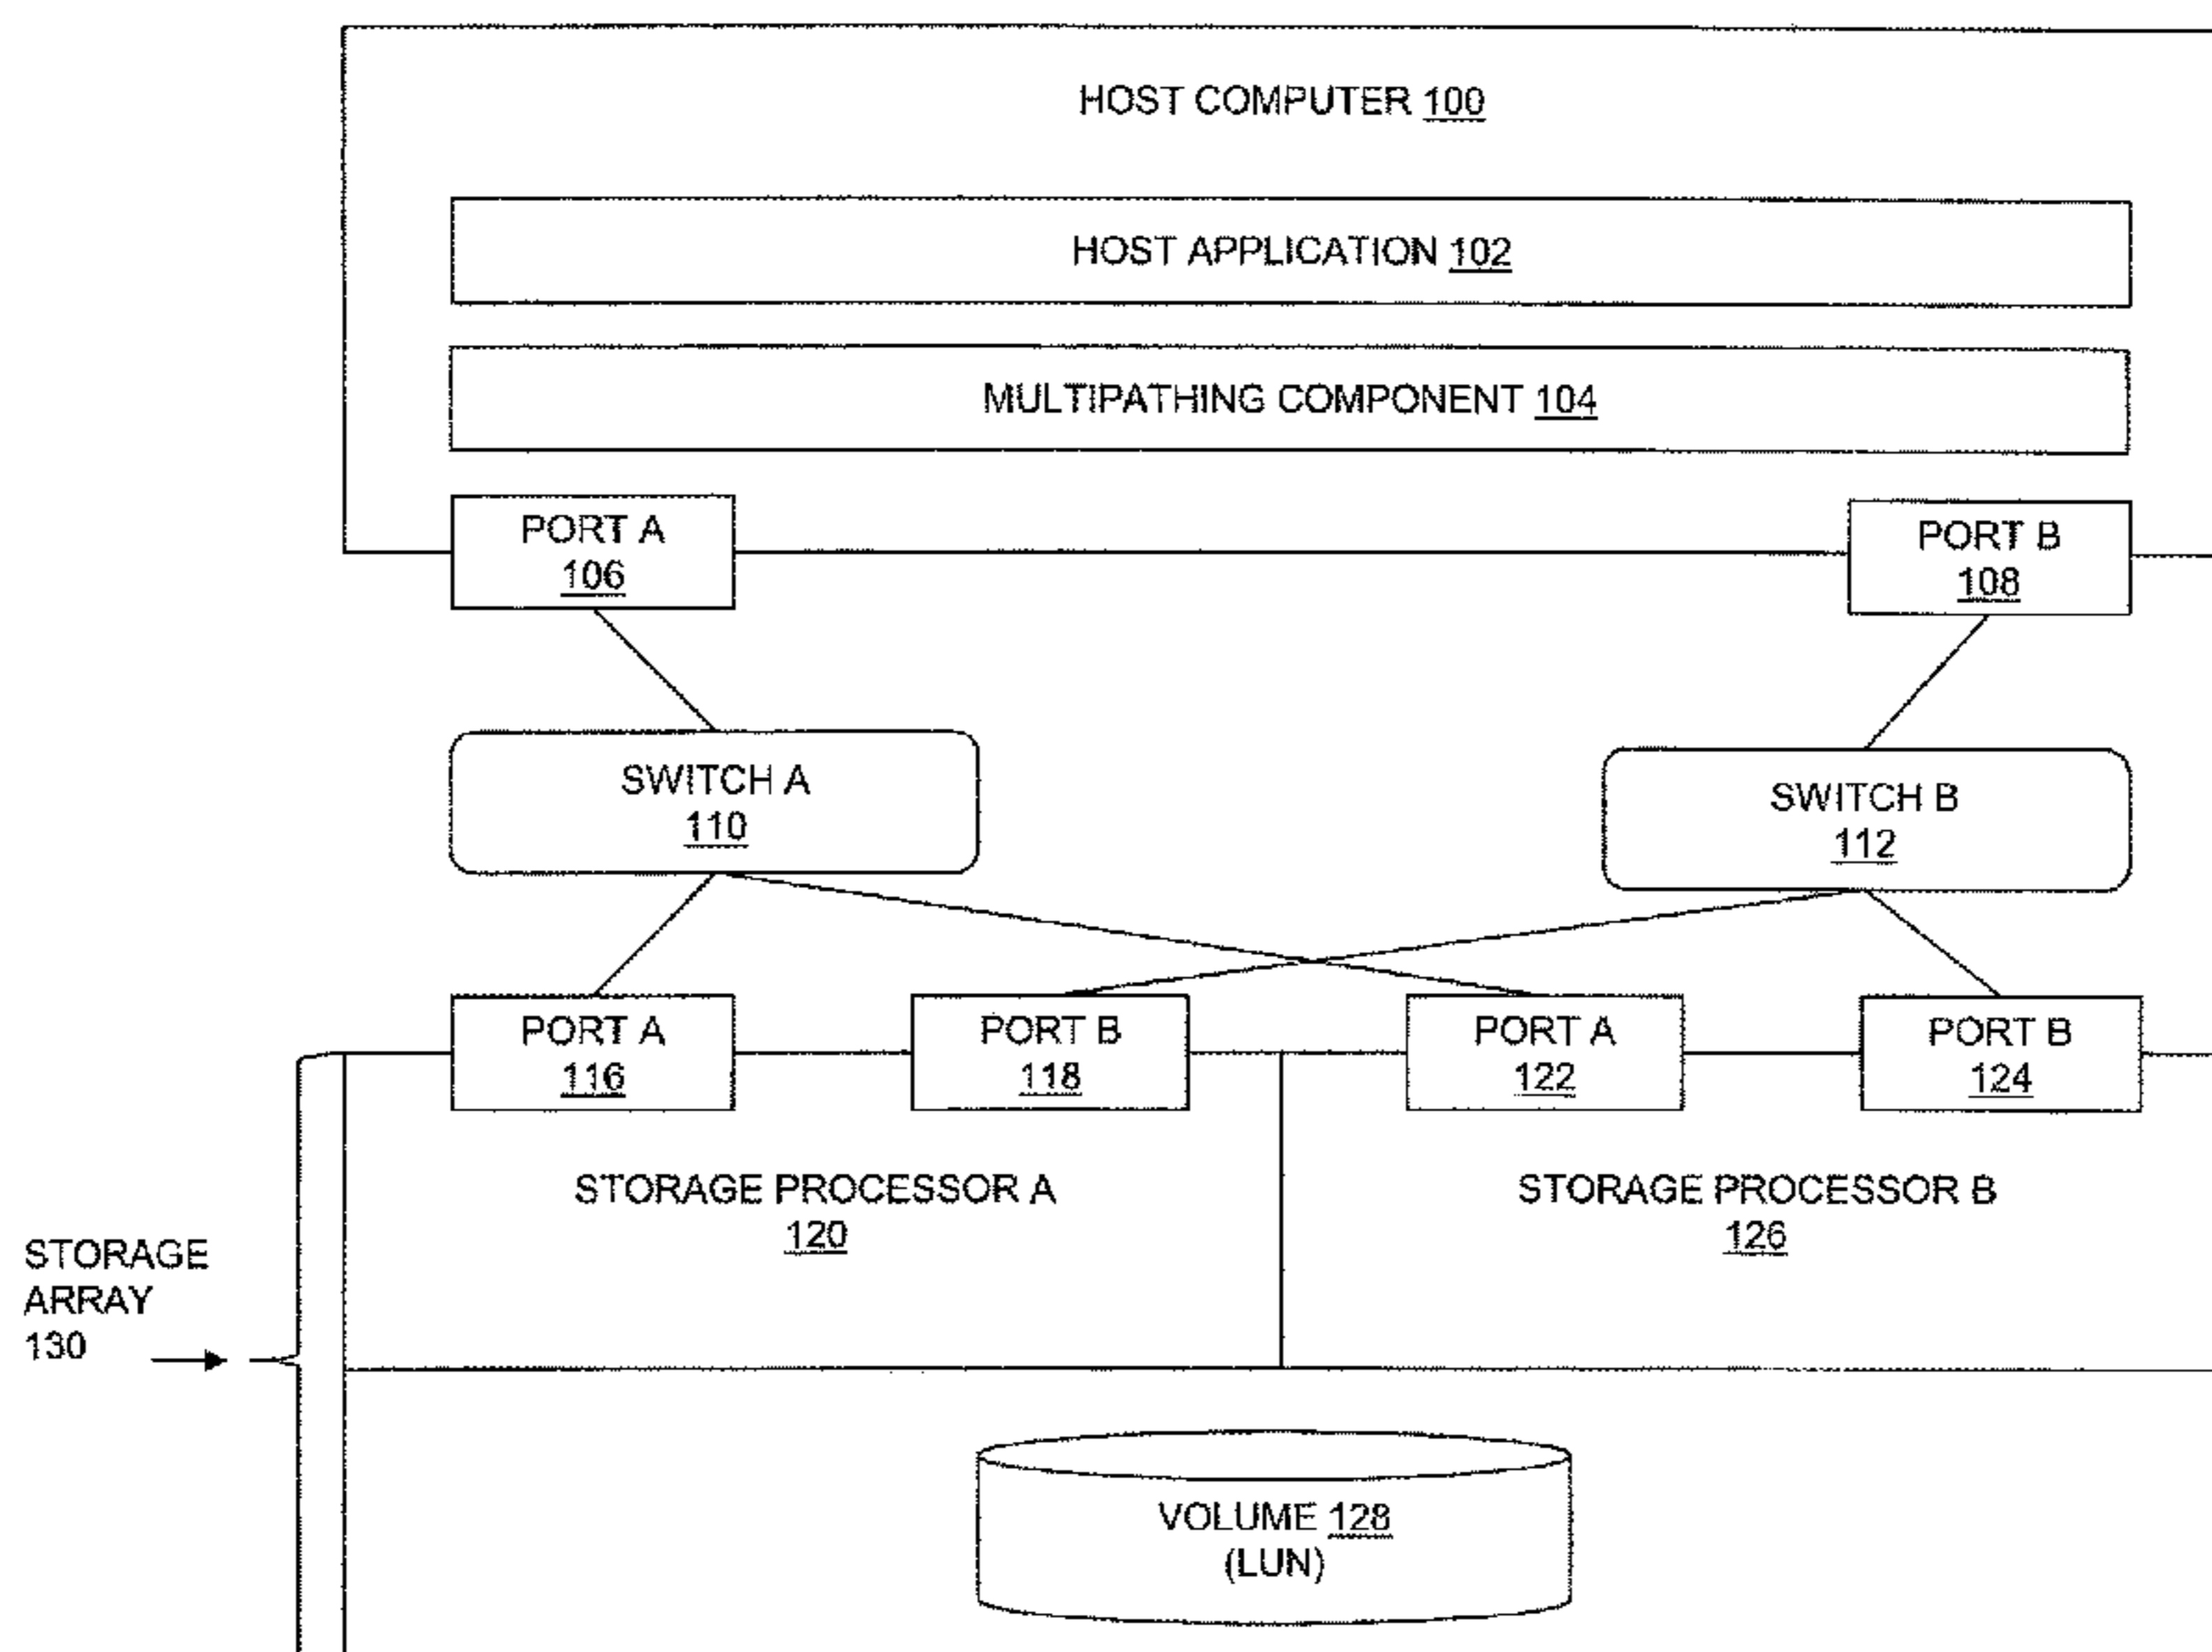 HOST COMPUTER 100
HOST APPLICATION 102
MULTIPATHING COMPONENT 104
PORT A
106
PORT B
108
SWITCH A
110
SWITCH B
112
PORT A
116
PORT B
118
PORT A
122
PORT B
124
STORAGE PROCESSOR A
120
STORAGE PROCESSOR B
126
STORAGE
ARRAY
130
VOLUME 128
(LUN)